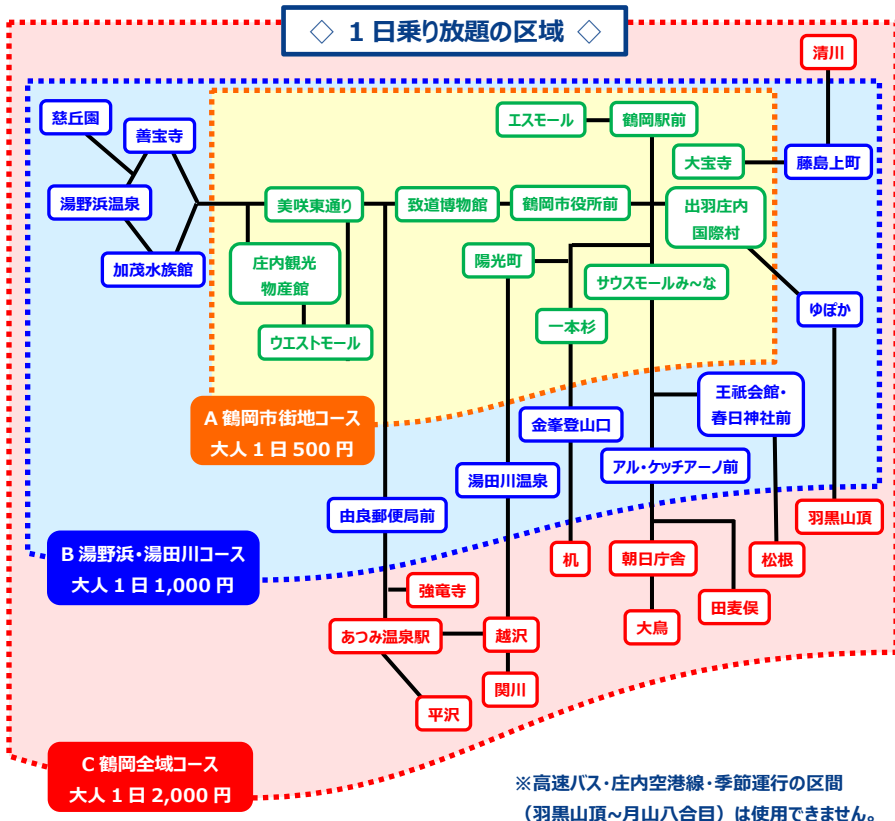 ◇ 1日乗り放題の区域 ◇
清川
慈丘園
善宝寺
エスモール
鶴岡駅前
大宝寺
藤島上町
湯野浜温泉
美咲東通り
致道博物館
鶴岡市役所前
出羽庄内
国際村
加茂水族館
庄内観光
物産館
陽光町
サウスモールみ~な
ゆぽか
一本杉
ウエストモール
A 鶴岡市街地コース
大人1日500円
王祇会館・
春日神社前
金峯登山口
アル・ケッチアーノ前
湯田川温泉
由良郵便局前
羽黒山頂
B 湯野浜・湯田川コース
大人1日1,000円
机
朝日庁舎
松根
強竜寺
田麦俣
あつみ温泉駅
越沢
大鳥
関川
平沢
C 鶴岡全域コース
大人1日2,000円
※高速バス・庄内空港線・季節運行の区間
(羽黒山頂~月山八合目)は使用できません。